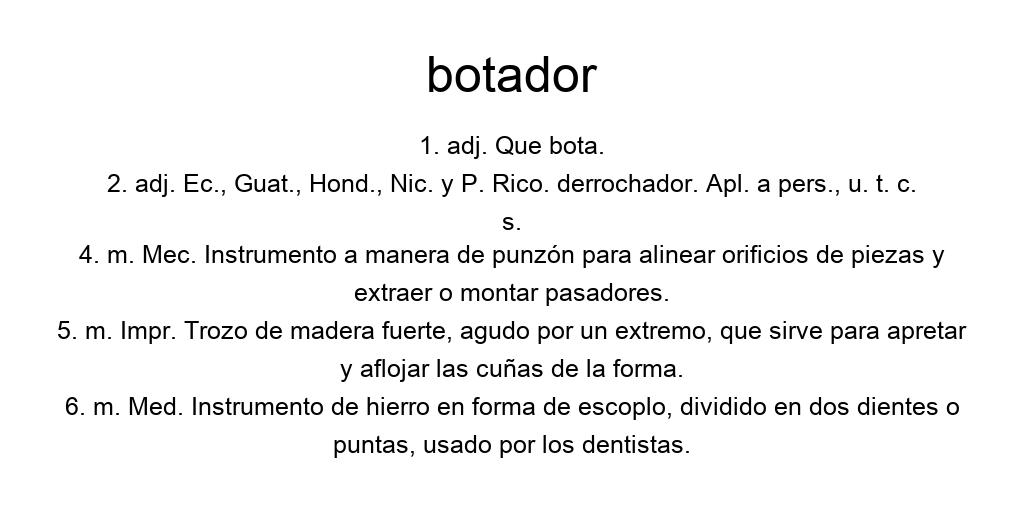 botador
1. adj. Que bota.
2. adj. Ec., Guat., Hond., Nic. y P. Rico. derrochador. Apl. a pers., u. t. c.
s.
4. m. Mec. Instrumento a manera de punzón para alinear orificios de piezas y
extraer o montar pasadores.
5. m. Impr. Trozo de madera fuerte, agudo por un extremo, que sirve para apretar
y aflojar las cuñas de la forma.
6. m. Med. Instrumento de hierro en forma de escoplo, dividido en dos dientes o
puntas, usado por los dentistas.